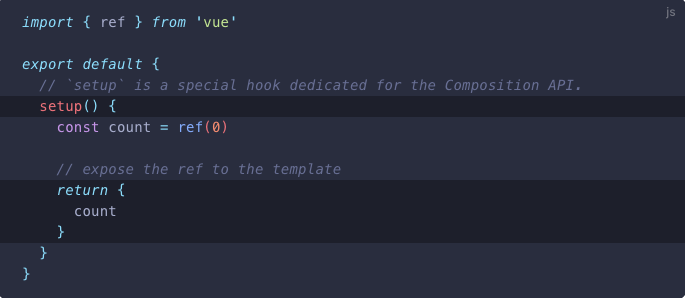 js
import { ref } from 'vue'

export default {
  // `setup` is a special hook dedicated for the Composition API.
  setup() {
    const count = ref(0)

    // expose the ref to the template
    return {
      count
    }
  }
}